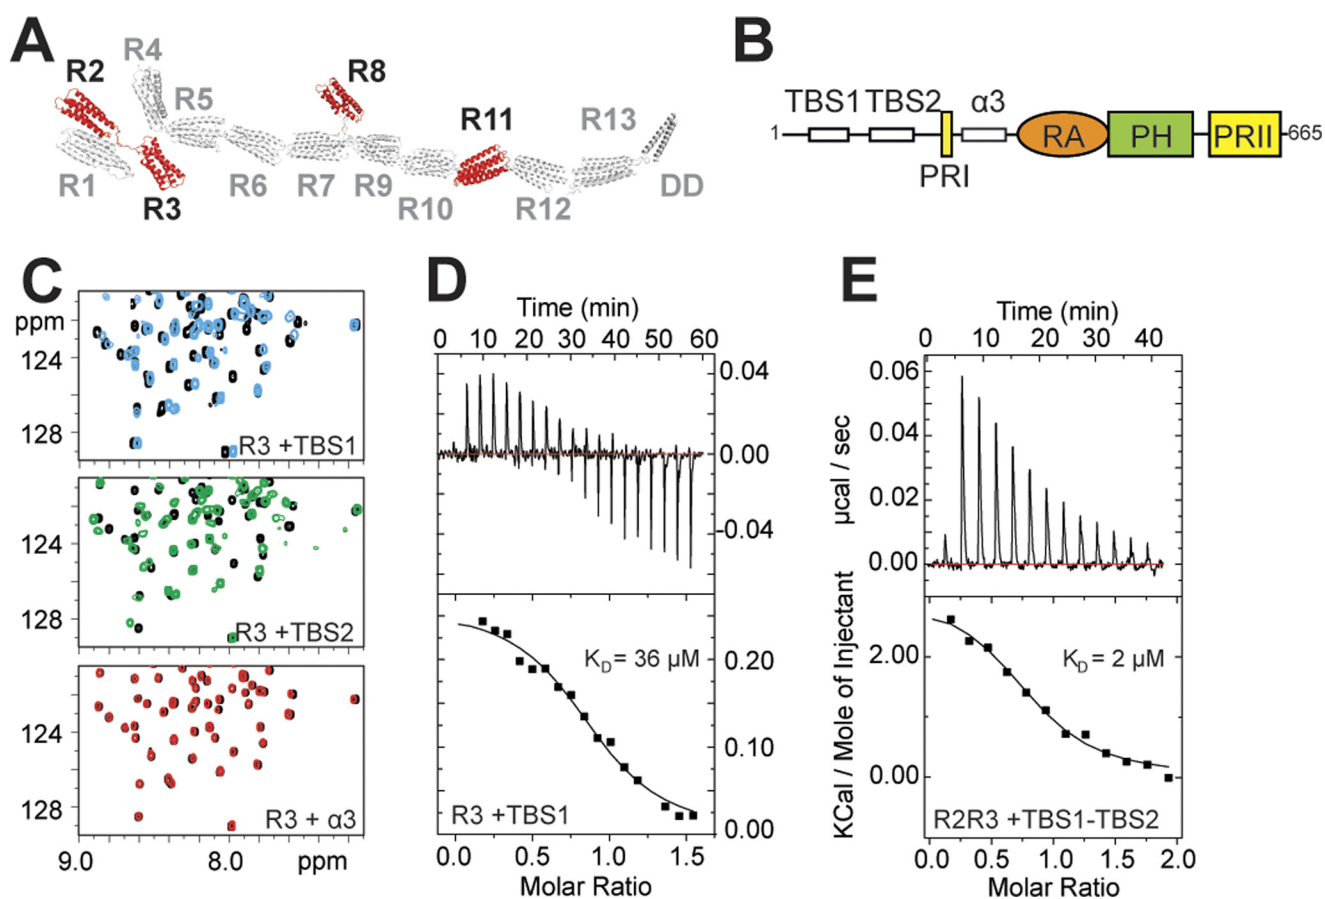 A
R4
R2
R8
R5
R11
R13
R1
R3
R6
R7
R9
R10
R12
DD
B
TBS1 TBS2 α3
1 RA PH PRII 665
PRI
C
ppm
124
128
R3 +TBS1
124
128
R3 +TBS2
124
128
R3 + α3
9.0 8.0 ppm
D
Time (min)
0 10 20 30 40 50 60
0.04
0.00
-0.04
K_D = 36 µM
0.20
0.10
0.00
R3 +TBS1
0.0 0.5 1.0 1.5
Molar Ratio
E
Time (min)
0 10 20 30 40
0.06
0.04
0.02
0.00
µcal / sec
KCal / Mole of Injectant
2.00
0.00
K_D = 2 µM
R2R3 +TBS1-TBS2
0.0 0.5 1.0 1.5 2.0
Molar Ratio